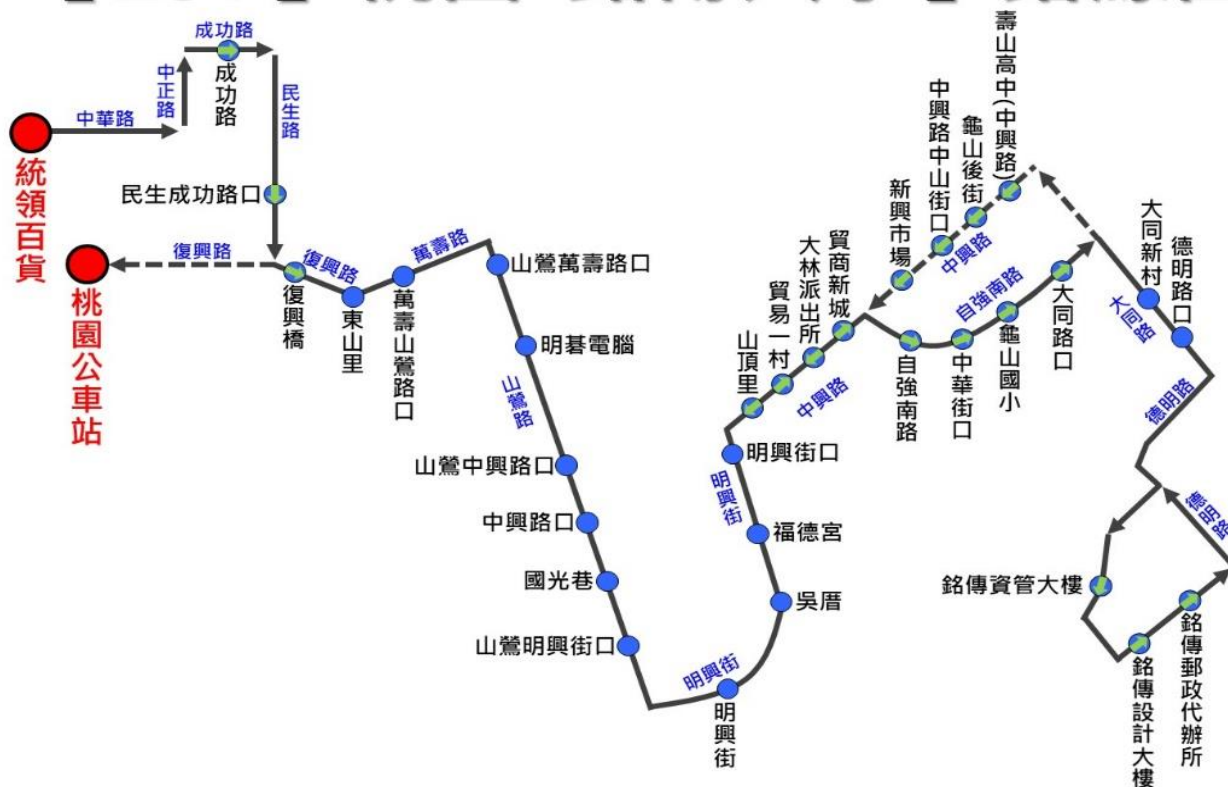 成功路
中正路
成功路
中華路
民生路
統領百貨
民生成功路口
復興路
桃園公車站
復興橋
復興路
東山里
萬壽路
萬壽山鶯路口
山鶯萬壽路口
明碁電腦
山鶯路
山鶯中興路口
中興路口
國光巷
山鶯明興街口
明興街
明興街
吳厝
福德宮
明興街
明興街口
山頂里
貿易一村
大林派出所
貿商新城
中興路
新興市場
中興路中山街口
龜山後街
壽山高中(中興路)
中興路
自強南路
自強南路
中華街口
龜山國小
大同路口
大同新村
德明路口
大同路
德明路
德明路
銘傳資管大樓
銘傳設計大樓
銘傳郵政代辦所